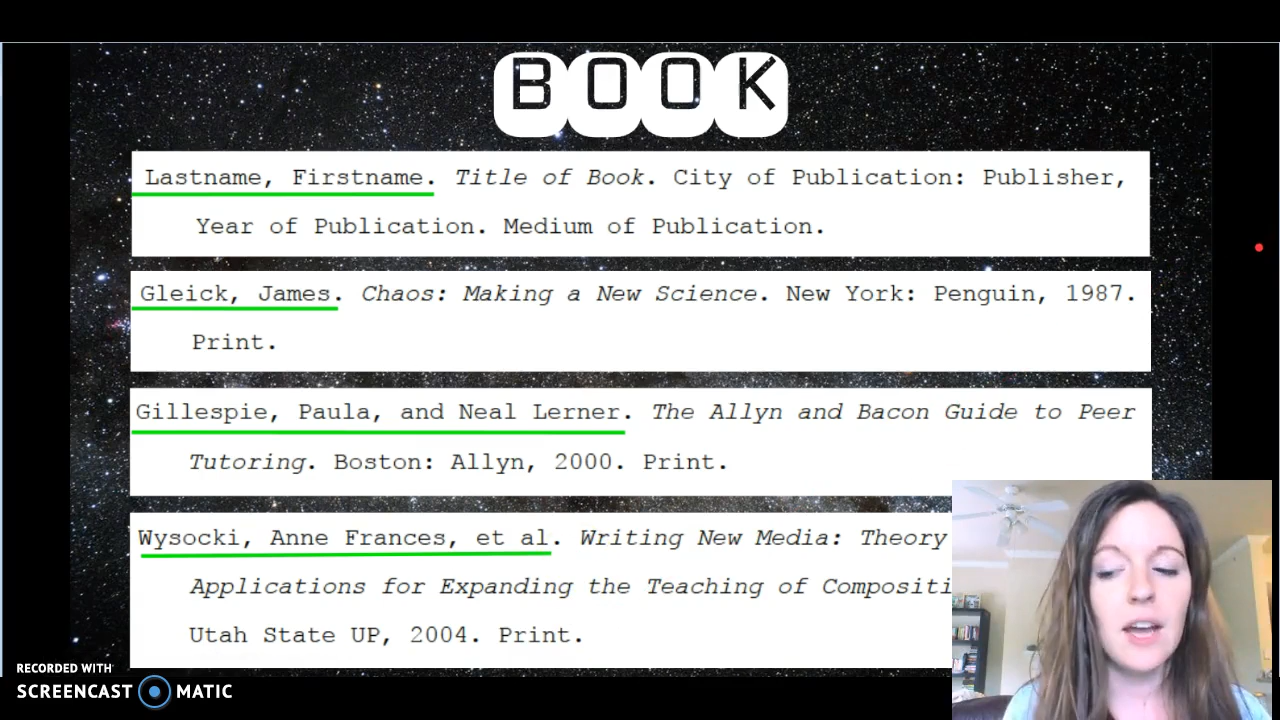 BOOK
Lastname, Firstname. Title of Book. City of Publication: Publisher,
Year of Publication. Medium of Publication.
Gleick, James. Chaos: Making a New Science. New York: Penguin, 1987.
Print.
Gillespie, Paula, and Neal Lerner. The Allyn and Bacon Guide to Peer
Tutoring. Boston: Allyn, 2000. Print.
Wysocki, Anne Frances, et al. Writing New Media: Theory
Applications for Expanding the Teaching of Compositi
Utah State UP, 2004. Print.
RECORDED WITH
SCREENCAST MATIC